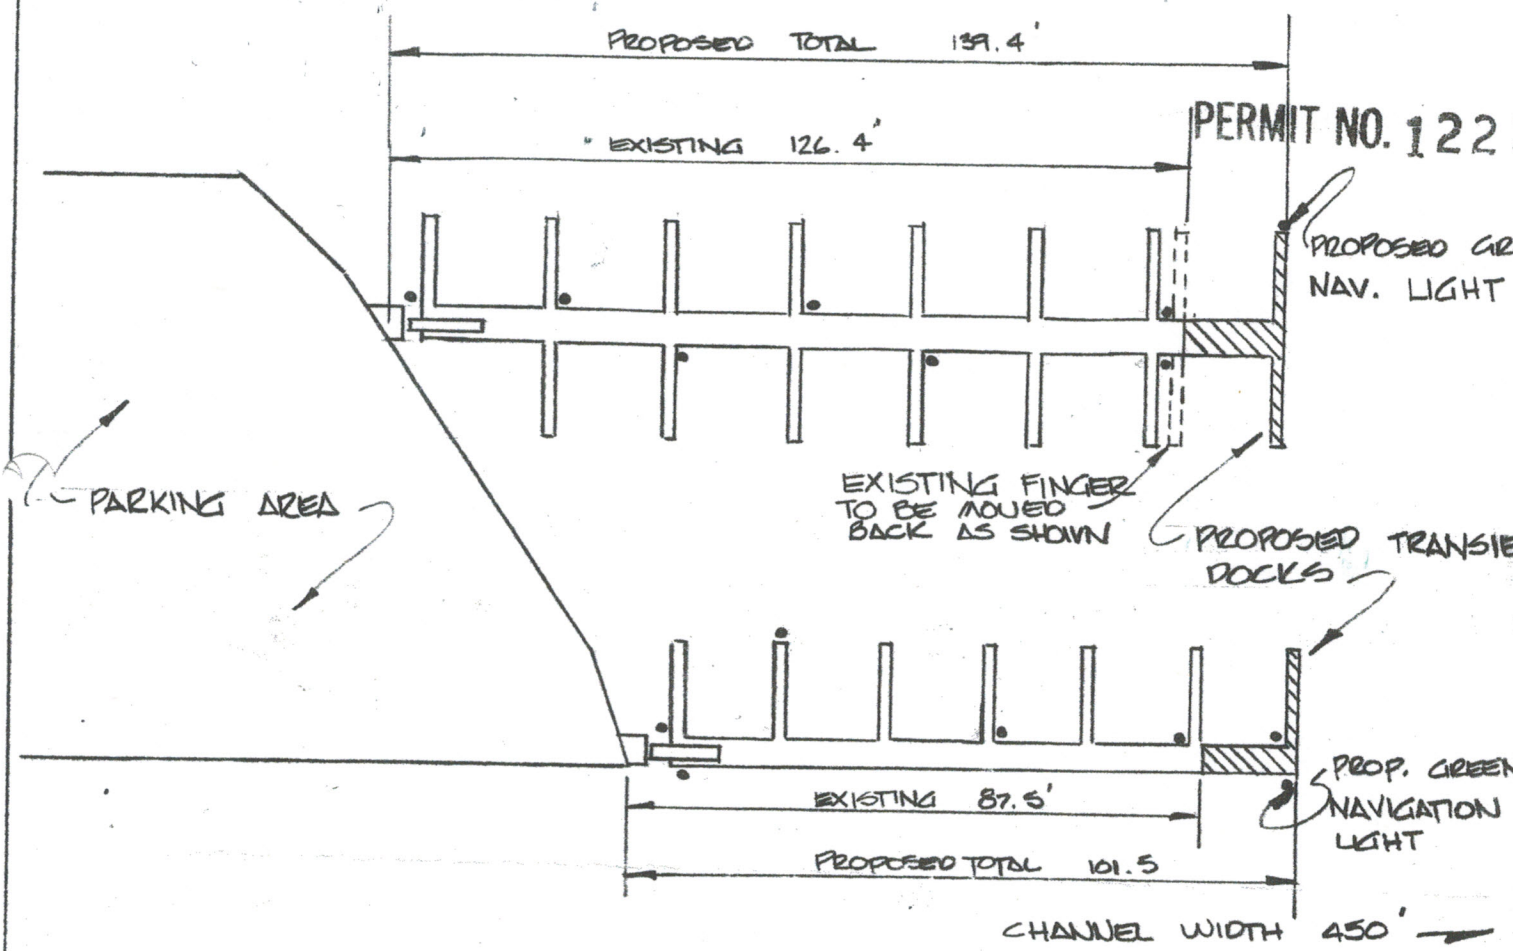 PROPOSED TOTAL 139.4'
EXISTING 126.4'
PERMIT NO. 122
PROPOSED GR
NAV. LIGHT
EXISTING FINGER
TO BE MOVED
BACK AS SHOWN
PARKING AREA
PROPOSED TRANSIE
DOCKS
PROP. GREEN
NAVIGATION
LIGHT
EXISTING 87.5'
PROPOSED TOTAL 101.5
CHANNEL WIDTH 450'